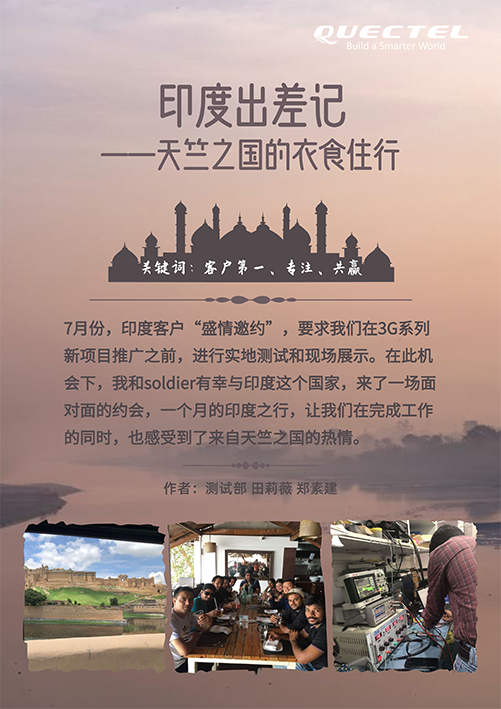 QUECTEL
Build a Smarter World
印度出差记
——天竺之国的衣食住行
关键词：客户第一、专注、共赢
7月份，印度客户“盛情邀约”，要求我们在3G系列
新项目推广之前，进行实地测试和现场展示。在此机
会下，我和soldier有幸与印度这个国家，来了一场面
对面的约会，一个月的印度之行，让我们在完成工作
的同时，也感受到了来自天竺之国的热情。
作者：测试部 田莉薇 郑素建